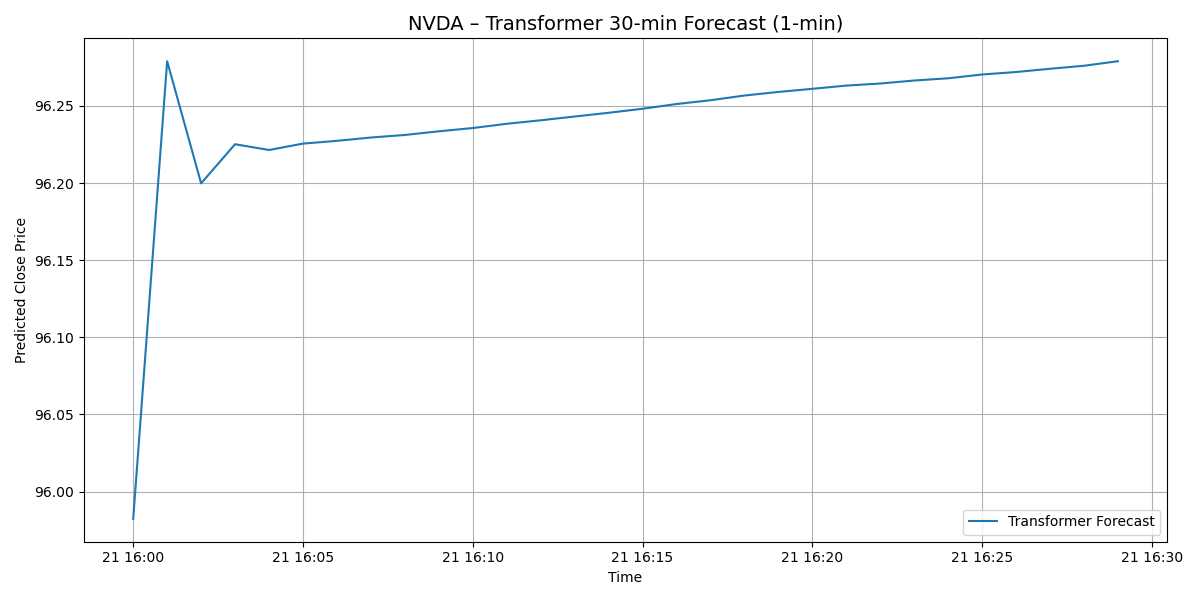 NVDA – Transformer 30-min Forecast (1-min)
Predicted Close Price
96.25
96.20
96.15
96.10
96.05
96.00
21 16:00 21 16:05 21 16:10 21 16:15 21 16:20 21 16:25 21 16:30
Time
Transformer Forecast